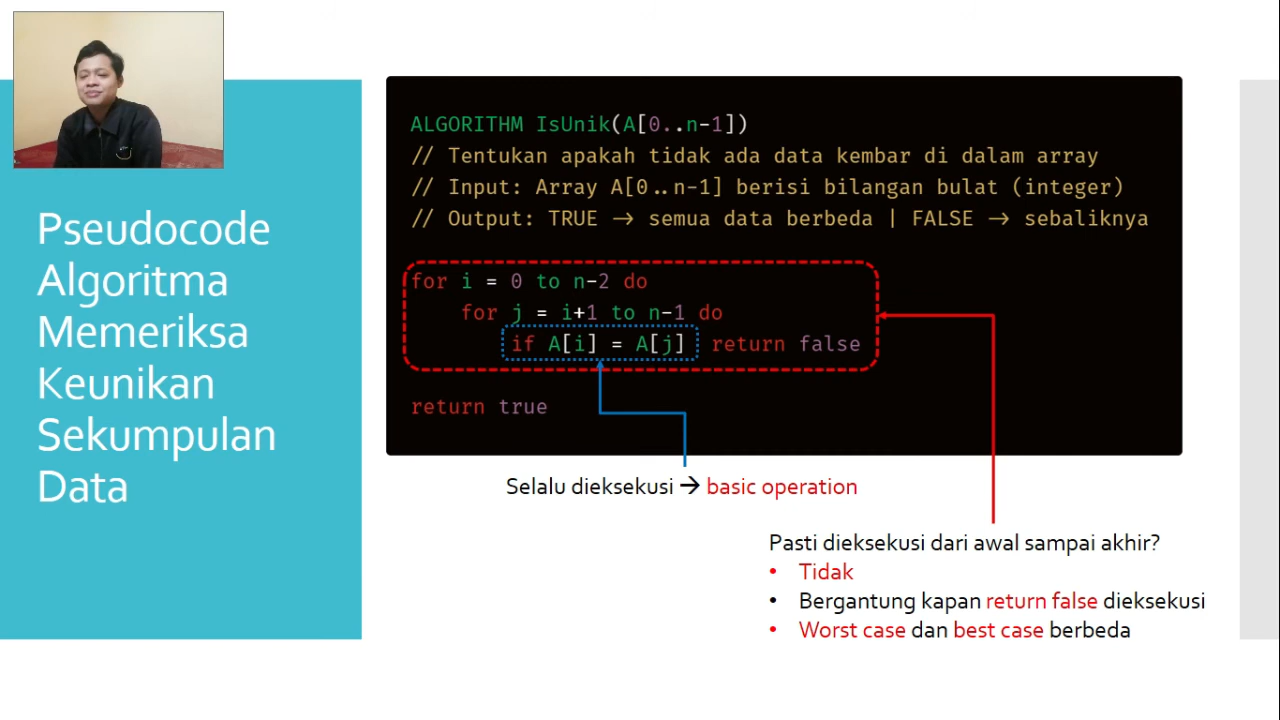 Pseudocode
Algoritma
Memeriksa
Keunikan
Sekumpulan
Data
ALGORITHM IsUnik(A[0..n-1])
// Tentukan apakah tidak ada data kembar di dalam array
// Input: Array A[0..n-1] berisi bilangan bulat (integer)
// Output: TRUE → semua data berbeda | FALSE → sebaliknya
for i = 0 to n-2 do
for j = i+1 to n-1 do
if A[i] = A[j] return false
return true
Selalu dieksekusi → basic operation
Pasti dieksekusi dari awal sampai akhir?
• Tidak
• Bergantung kapan return false dieksekusi
• Worst case dan best case berbeda